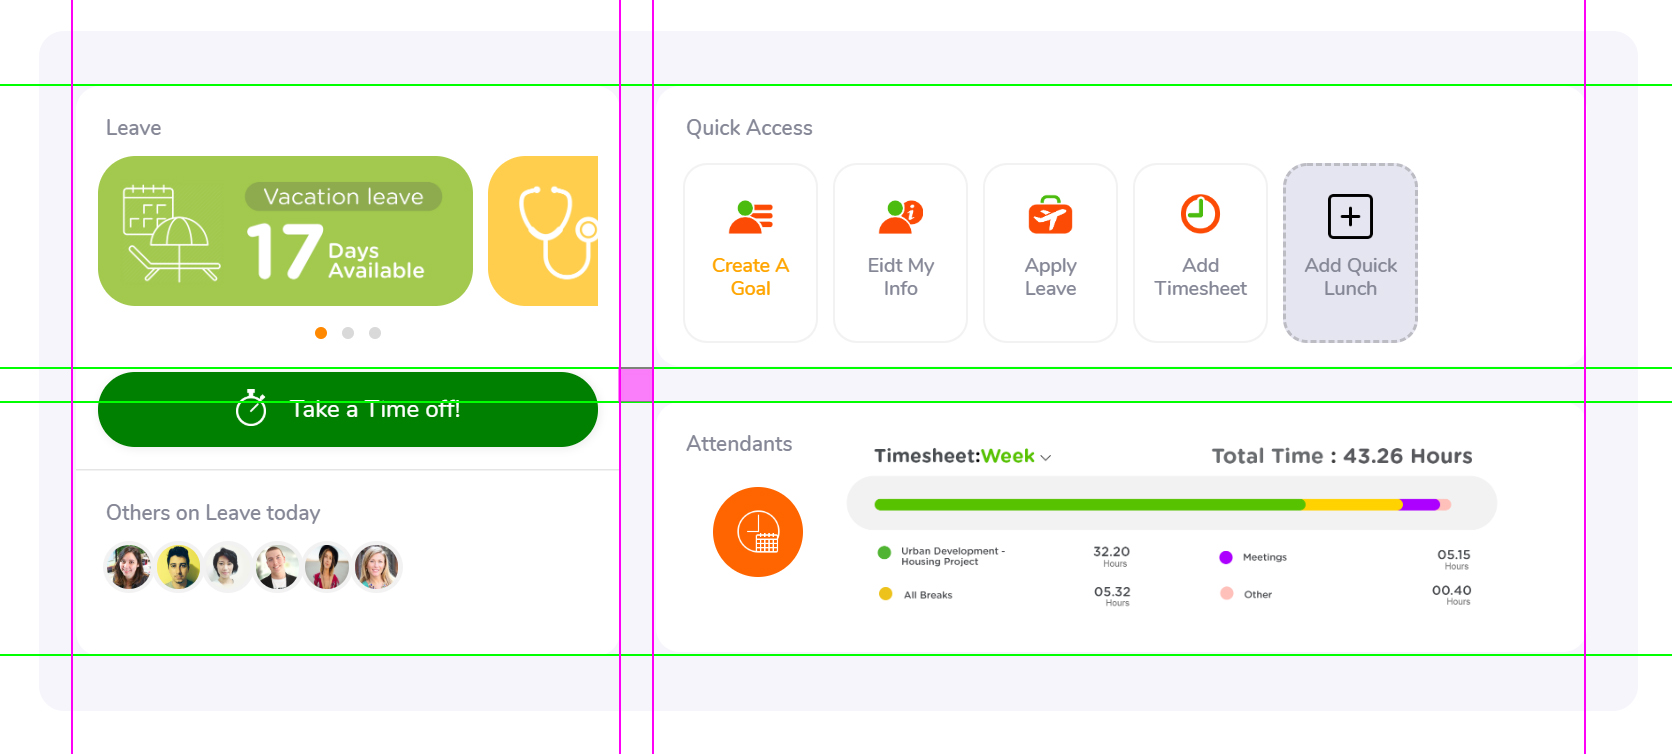 Leave
Vacation leave
17 Days
Available
Take a Time off!
Others on Leave today
Quick Access
Create A
Goal
Eidt My
Info
Apply
Leave
Add
Timesheet
Add Quick
Lunch
Attendants
Timesheet:Week
Total Time : 43.26 Hours
Urban Development -
Housing Project
32.20
Hours
Meetings
05.15
Hours
All Breaks
05.32
Hours
Other
00.40
Hours